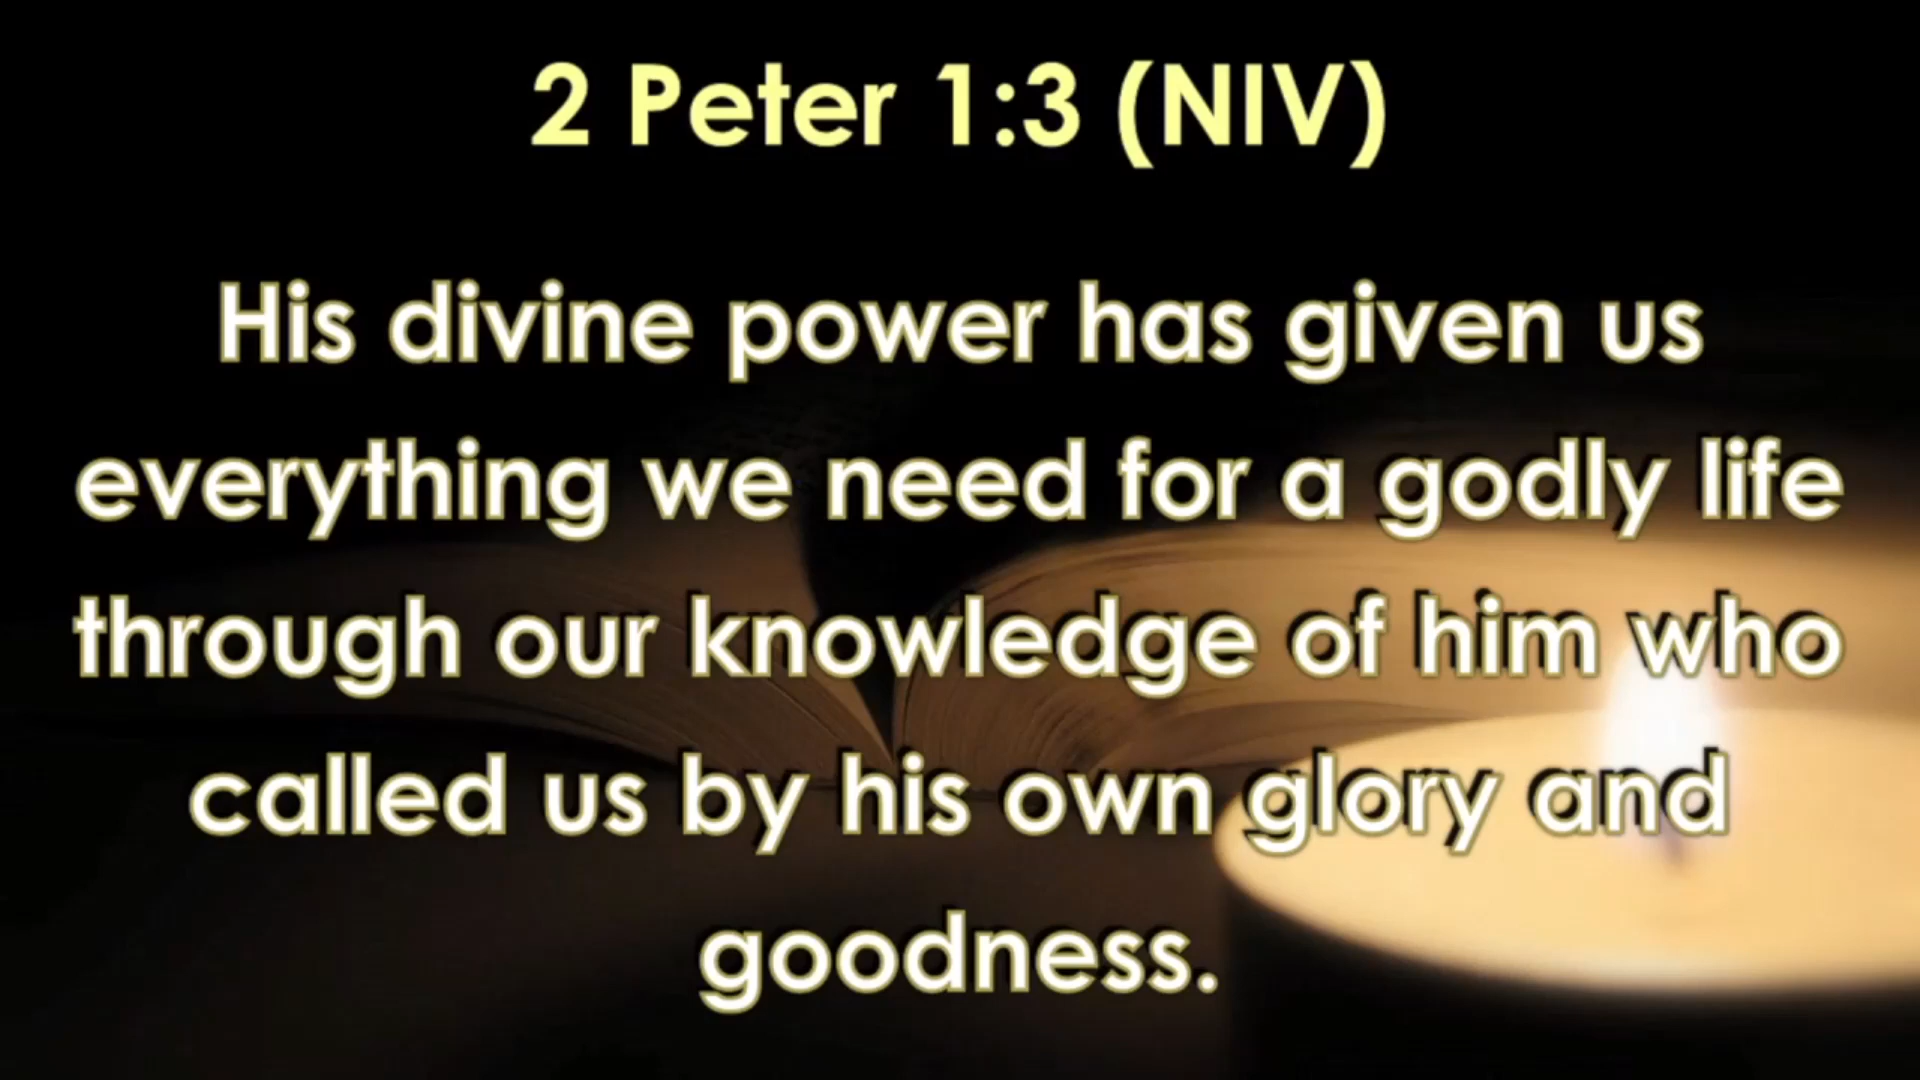 2 Peter 1:3 (NIV)
His divine power has given us
everything we need for a godly life
through our knowledge of him who
called us by his own glory and
goodness.